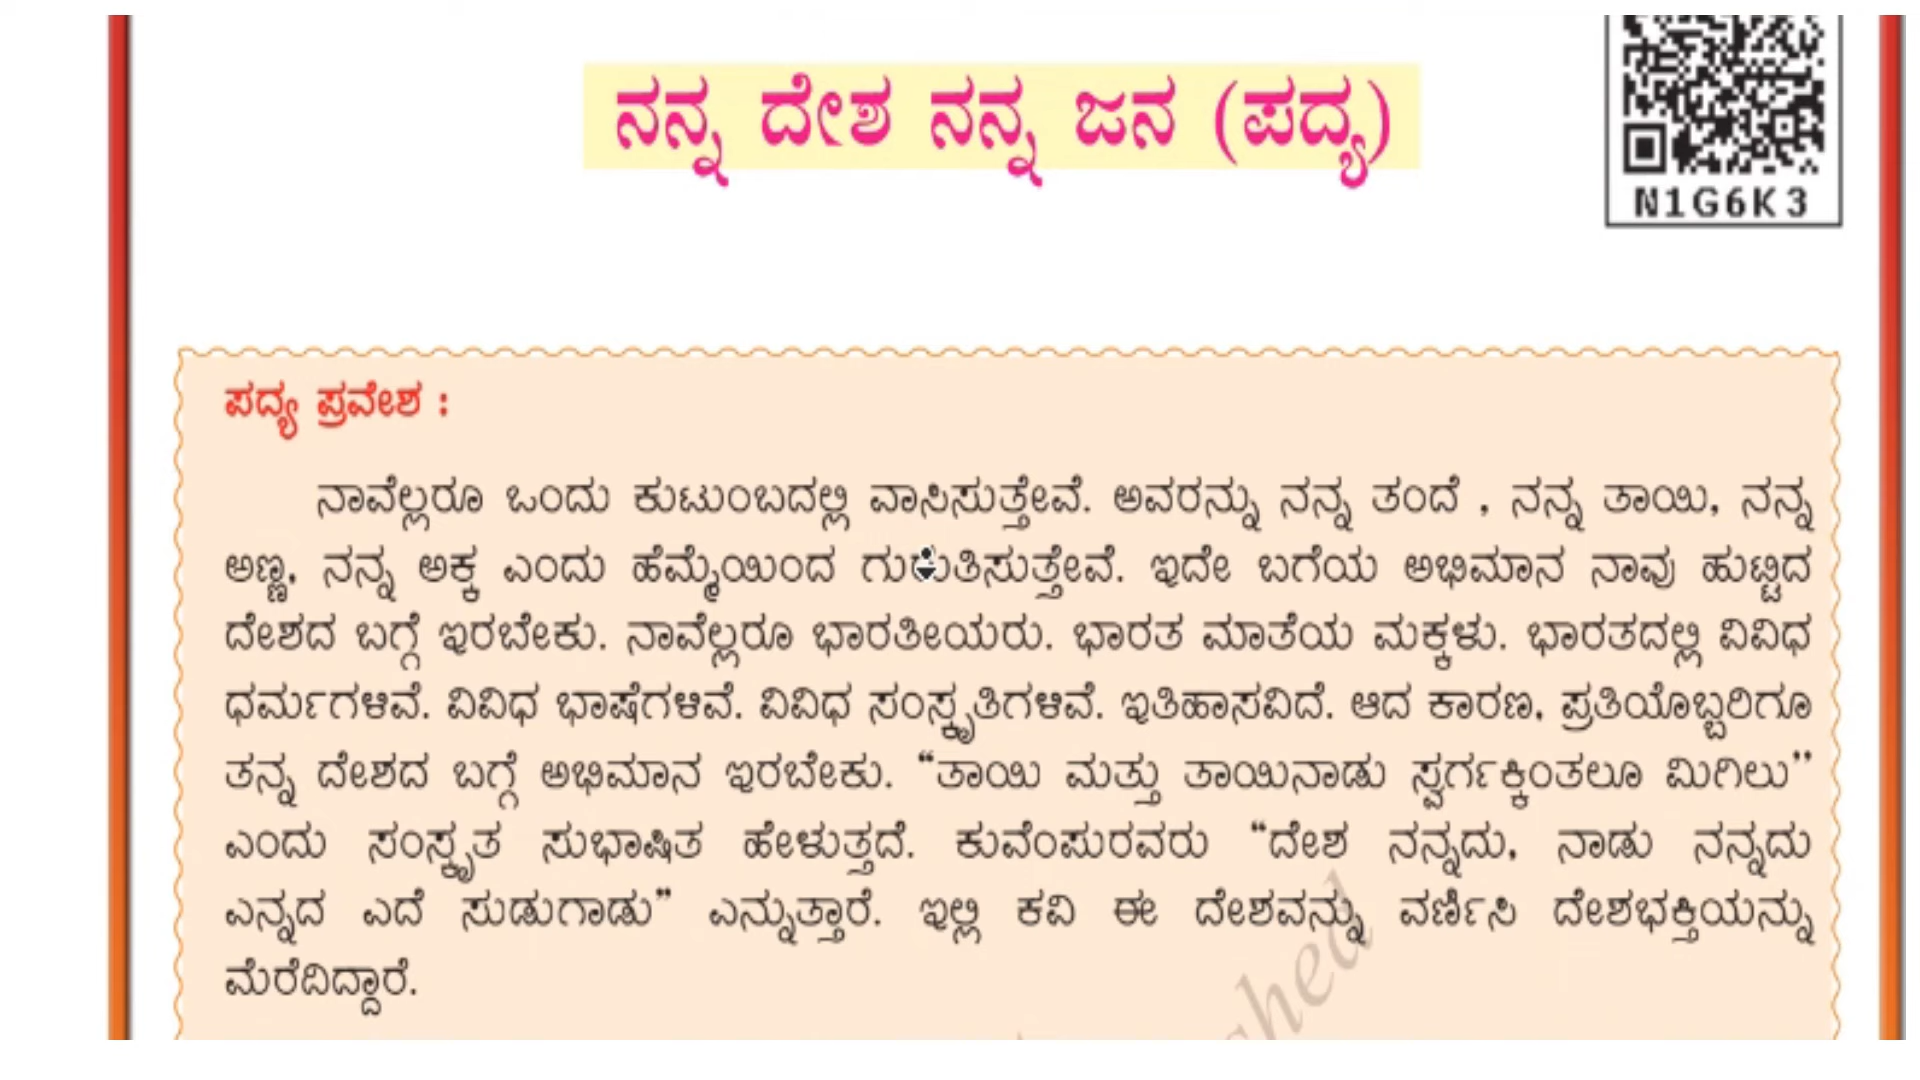 ನನ್ನ ದೇಶ ನನ್ನ ಜನ (ಪದ್ಯ)
N1G6K3
ಪದ್ಯ ಪ್ರವೇಶ :
ನಾವೆಲ್ಲರೂ ಒಂದು ಕುಟುಂಬದಲ್ಲಿ ವಾಸಿಸುತ್ತೇವೆ. ಅವರನ್ನು ನನ್ನ ತಂದೆ , ನನ್ನ ತಾಯಿ, ನನ್ನ
ಅಣ್ಣ, ನನ್ನ ಅಕ್ಕ ಎಂದು ಹೆಮ್ಮೆಯಿಂದ ಗುರುತಿಸುತ್ತೇವೆ. ಇದೇ ಬಗೆಯ ಅಭಿಮಾನ ನಾವು ಹುಟ್ಟಿದ
ದೇಶದ ಬಗ್ಗೆ ಇರಬೇಕು. ನಾವೆಲ್ಲರೂ ಭಾರತೀಯರು. ಭಾರತ ಮಾತೆಯ ಮಕ್ಕಳು. ಭಾರತದಲ್ಲಿ ವಿವಿಧ
ಧರ್ಮಗಳಿವೆ. ವಿವಿಧ ಭಾಷೆಗಳಿವೆ. ವಿವಿಧ ಸಂಸ್ಕೃತಿಗಳಿವೆ. ಇತಿಹಾಸವಿದೆ. ಆದ ಕಾರಣ, ಪ್ರತಿಯೊಬ್ಬರಿಗೂ
ತನ್ನ ದೇಶದ ಬಗ್ಗೆ ಅಭಿಮಾನ ಇರಬೇಕು. “ತಾಯಿ ಮತ್ತು ತಾಯಿನಾಡು ಸ್ವರ್ಗಕ್ಕಿಂತಲೂ ಮಿಗಿಲು’’
ಎಂದು ಸಂಸ್ಕೃತ ಸುಭಾಷಿತ ಹೇಳುತ್ತದೆ. ಕುವೆಂಪುರವರು “ದೇಶ ನನ್ನದು, ನಾಡು ನನ್ನದು
ಎನ್ನದ ಎದೆ ಸುಡುಗಾಡು” ಎನ್ನುತ್ತಾರೆ. ಇಲ್ಲಿ ಕವಿ ಈ ದೇಶವನ್ನು ವರ್ಣಿಸಿ ದೇಶಭಕ್ತಿಯನ್ನು
ಮೆರೆದಿದ್ದಾರೆ.